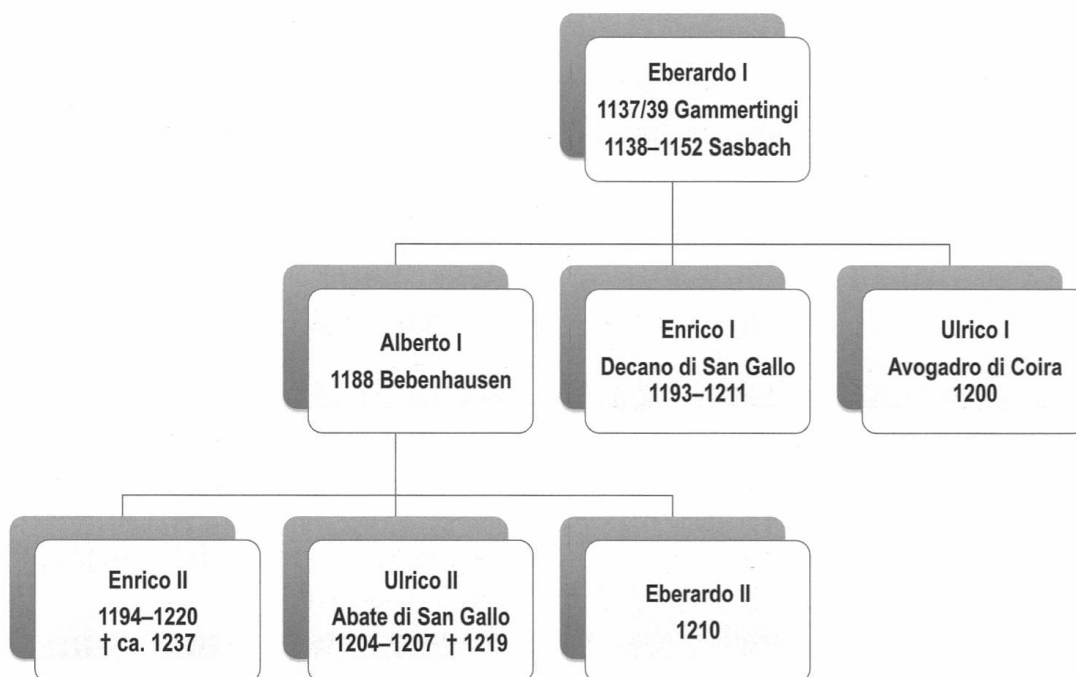 Eberardo I
1137/39 Gammertingi
1138–1152 Sasbach
Alberto I
1188 Bebenhausen
Enrico I
Decano di San Gallo
1193–1211
Ulrico I
Avogadro di Coira
1200
Enrico II
1194–1220
† ca. 1237
Ulrico II
Abate di San Gallo
1204–1207 † 1219
Eberardo II
1210